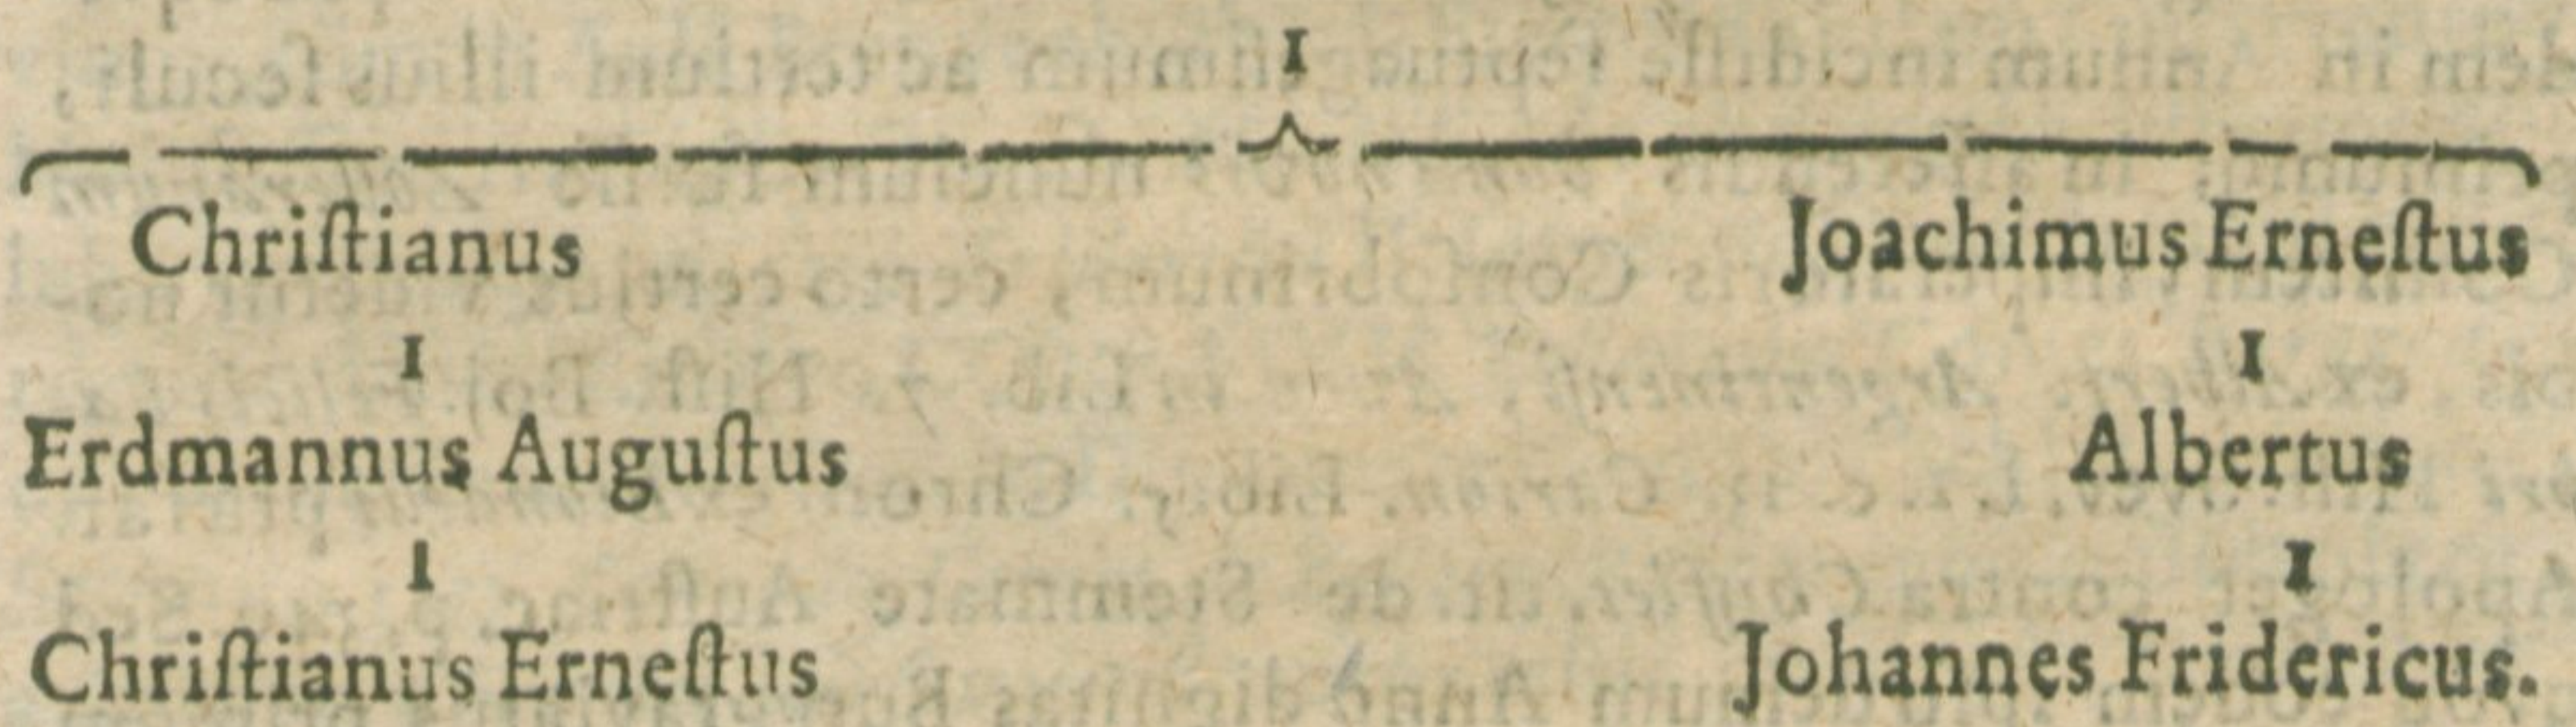 I
Chriſtianus Joachimus Erneſtus
I I
Erdmannus Auguſtus Albertus
I I
Chriſtianus Erneſtus Johannes Fridericus.